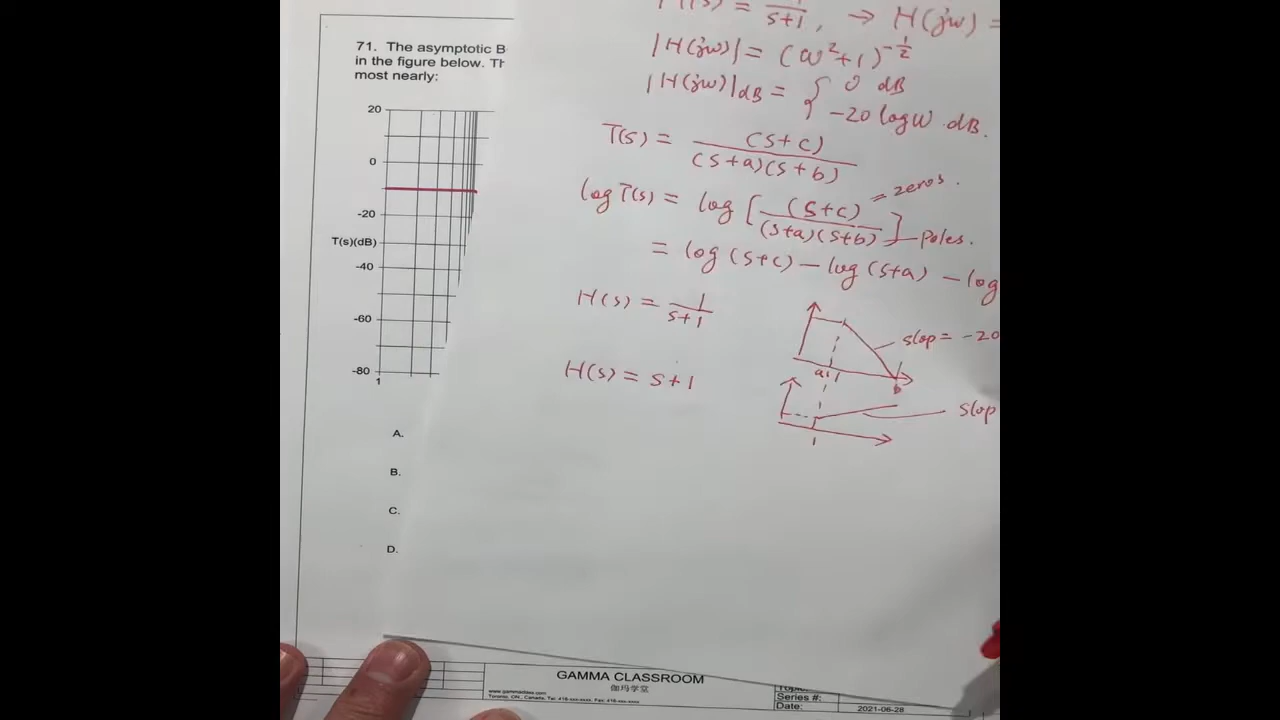 71. The asymptotic B
in the figure below. Th
most nearly:
20
0
-20
T(s)(dB)
-40
-60
-80
1
A.
B.
C.
D.
H(s) = 1/(s+1), → H(jω) =
|H(jω)| = (ω²+1)^(-1/2)
|H(jω)|dB = { 0 dB
-20 log ω dB.
T(s) = (s+c)/((s+a)(s+b))
log T(s) = log [(s+c)/((s+a)(s+b))] = zeros.
poles.
= log (s+c) - log (s+a) - log
H(s) = 1/(s+1)
slop = -20
H(s) = s+1
slop
1
GAMMA CLASSROOM
伽玛学堂
Series #:
Date: 2021-06-28